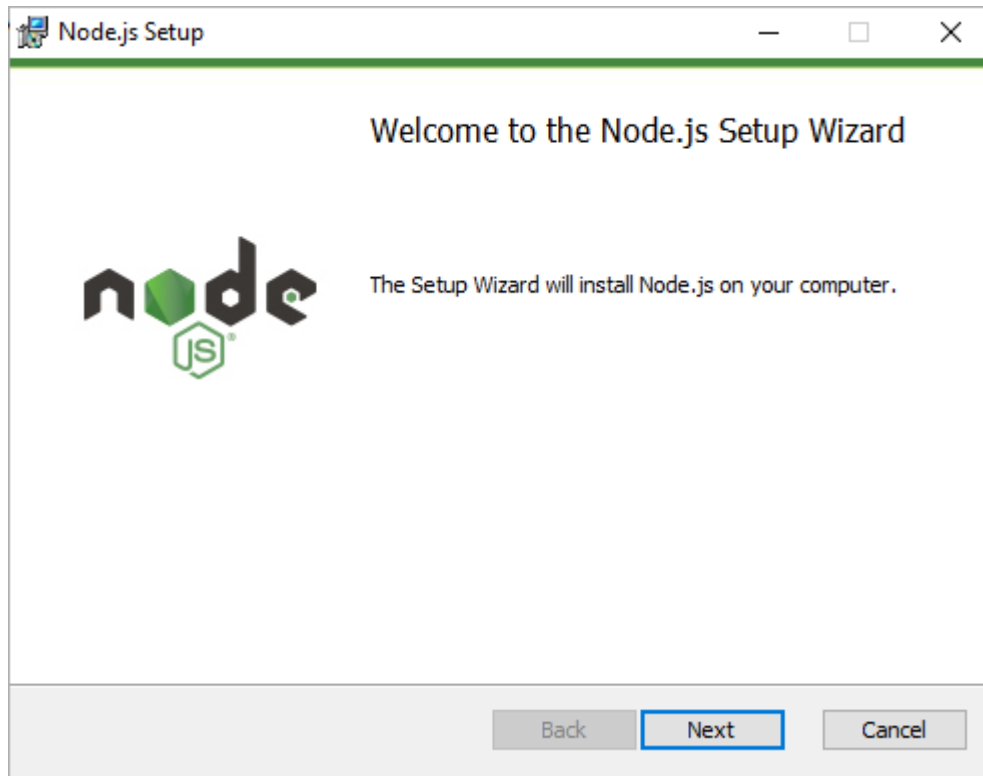 Node.js Setup
Welcome to the Node.js Setup Wizard
The Setup Wizard will install Node.js on your computer.
node
JS®
Back
Next
Cancel